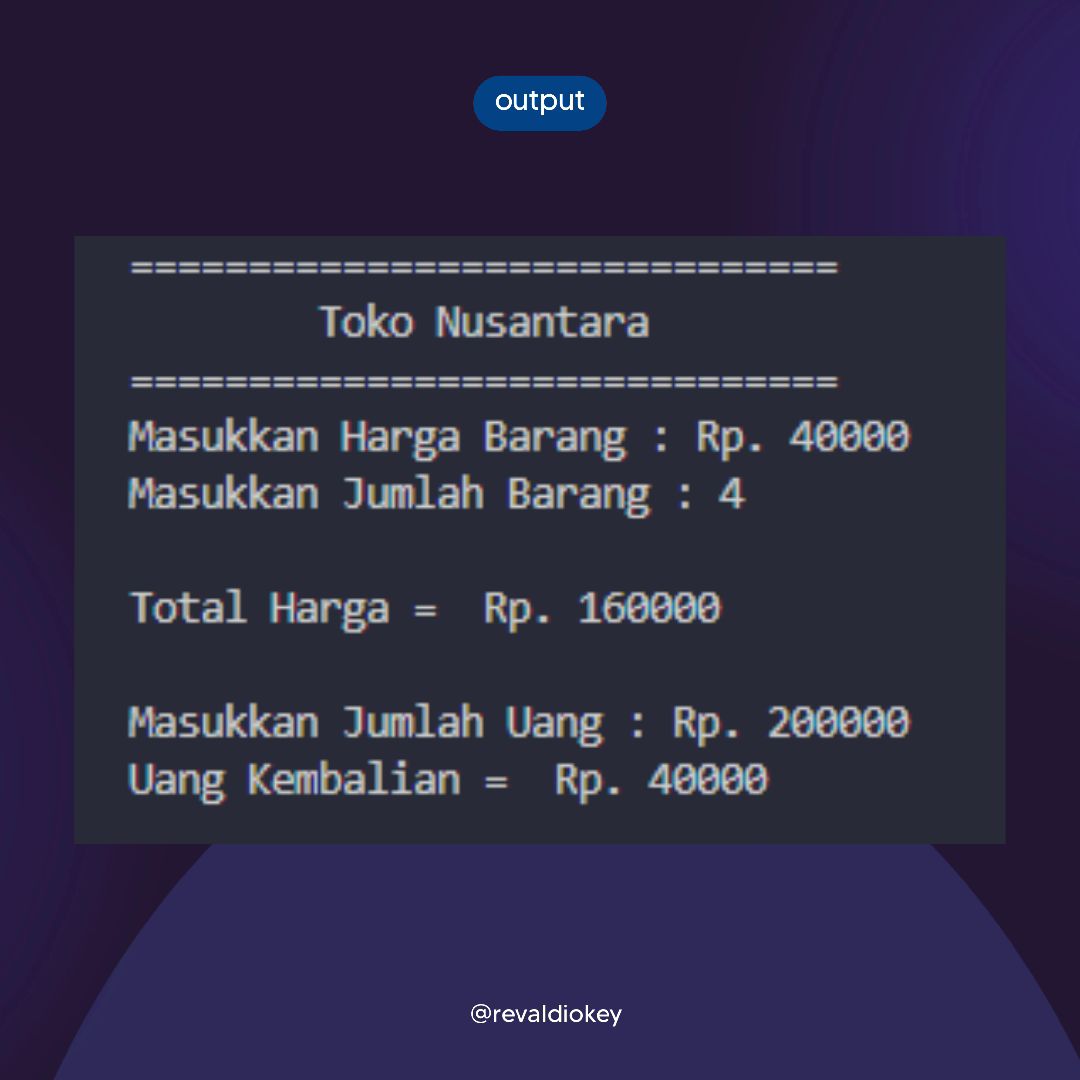 output
==============================
Toko Nusantara
==============================
Masukkan Harga Barang : Rp. 40000
Masukkan Jumlah Barang : 4
Total Harga =  Rp. 160000
Masukkan Jumlah Uang : Rp. 200000
Uang Kembalian =  Rp. 40000
@revaldiokey